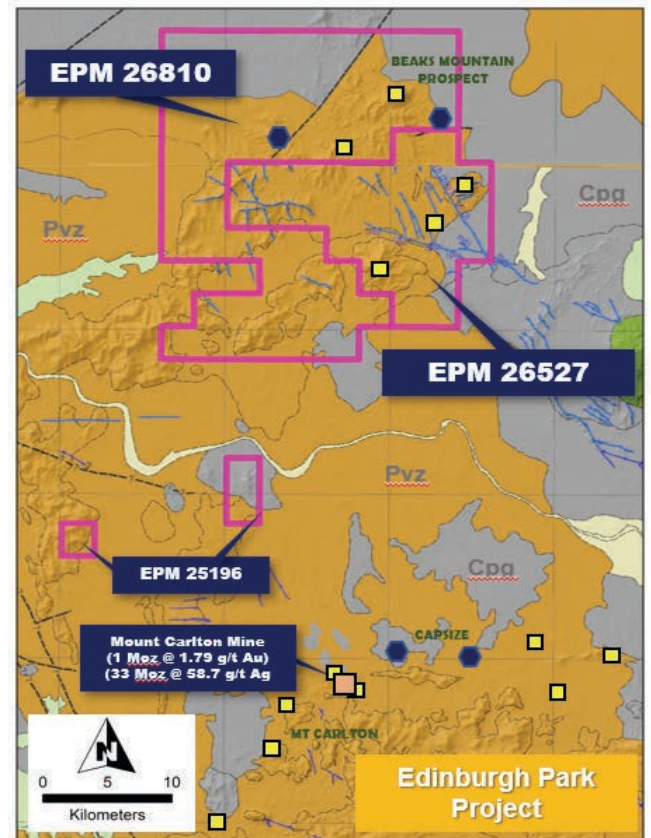 EPM 26810
BEAKS MOUNTAIN
PROSPECT
Cpg
Pvz
EPM 26527
Pvz
EPM 25196
Cpg
Mount Carlton Mine
(1 Moz @ 1.79 g/t Au)
(33 Moz @ 58.7 g/t Ag
CAPSIZE
MT CARLTON
N
0 5 10
Kilometers
Edinburgh Park
Project